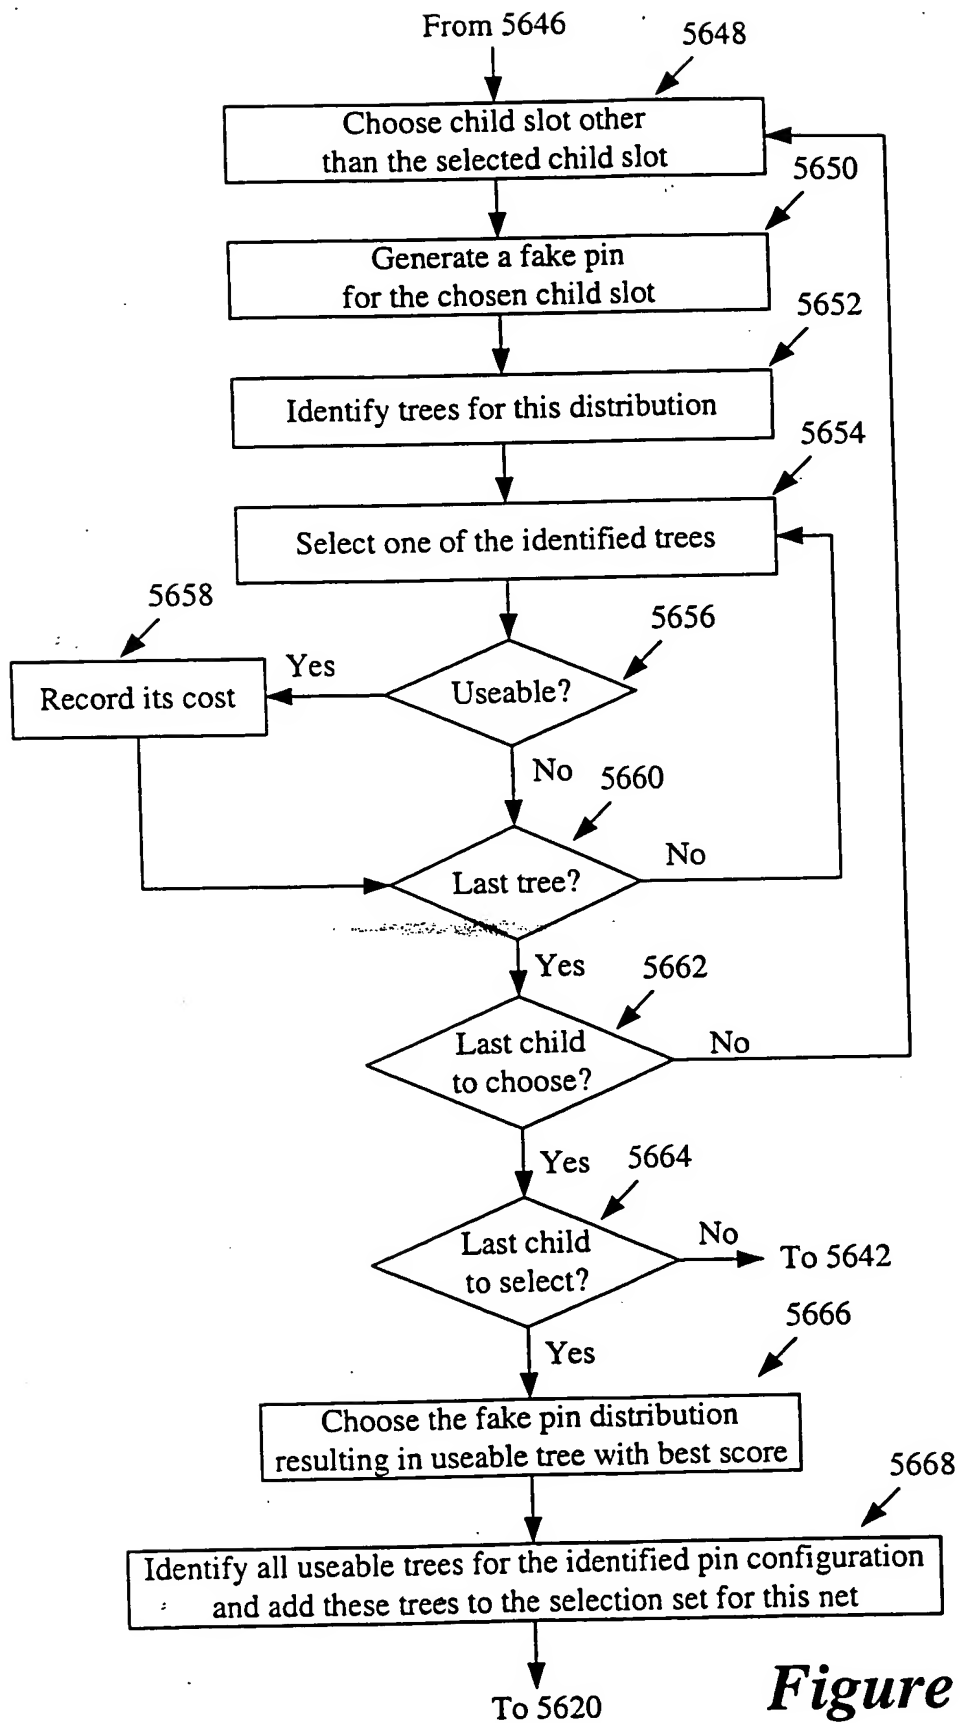 From 5646
5648
Choose child slot other
than the selected child slot
5650
Generate a fake pin
for the chosen child slot
5652
Identify trees for this distribution
5654
Select one of the identified trees
5658
5656
Yes
Record its cost
Useable?
No
5660
No
Last tree?
Yes
5662
Last child
to choose?
No
Yes
5664
Last child
to select?
No
To 5642
5666
Yes
Choose the fake pin distribution
resulting in useable tree with best score
5668
Identify all useable trees for the identified pin configuration
and add these trees to the selection set for this net
To 5620
Figure